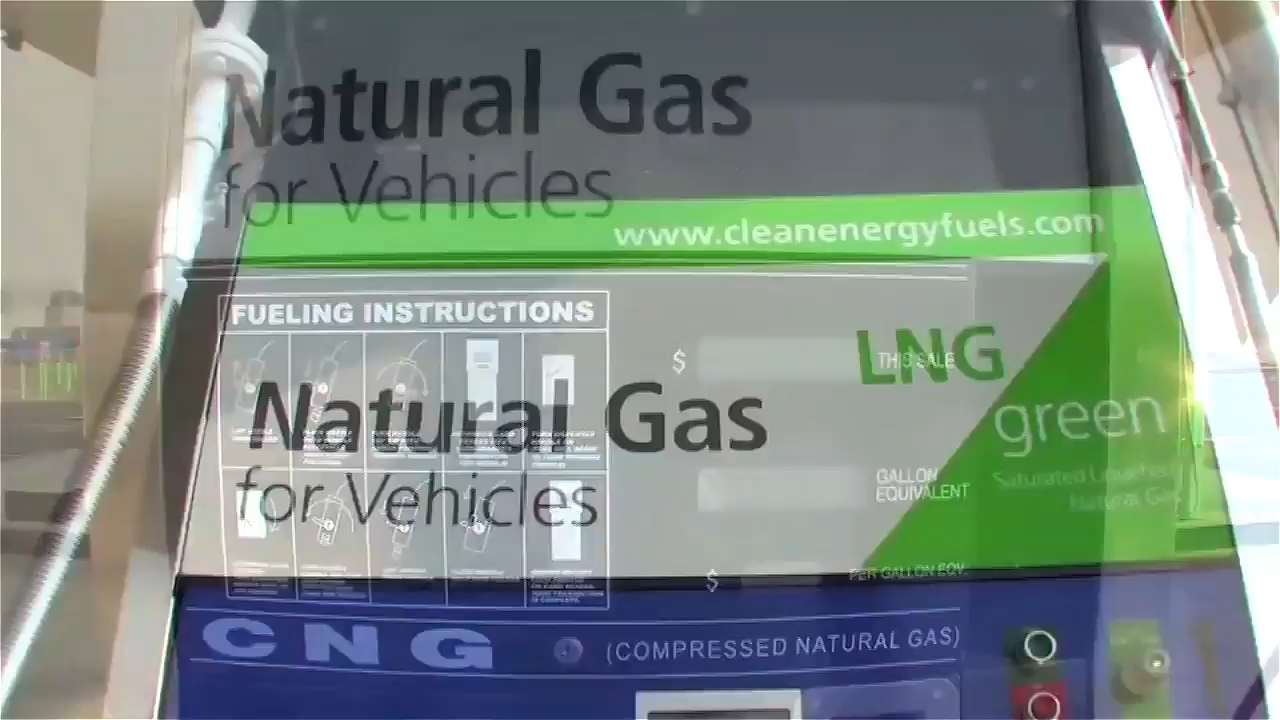 Natural Gas
for Vehicles
www.cleanenergyfuels.com
FUELING INSTRUCTIONS
$ THIS SALE
LNG
green
Natural Gas
for Vehicles
GALLON
EQUIVALENT
Saturated Liquefied
Natural Gas
$ PER GALLON EQV.
CNG
(COMPRESSED NATURAL GAS)